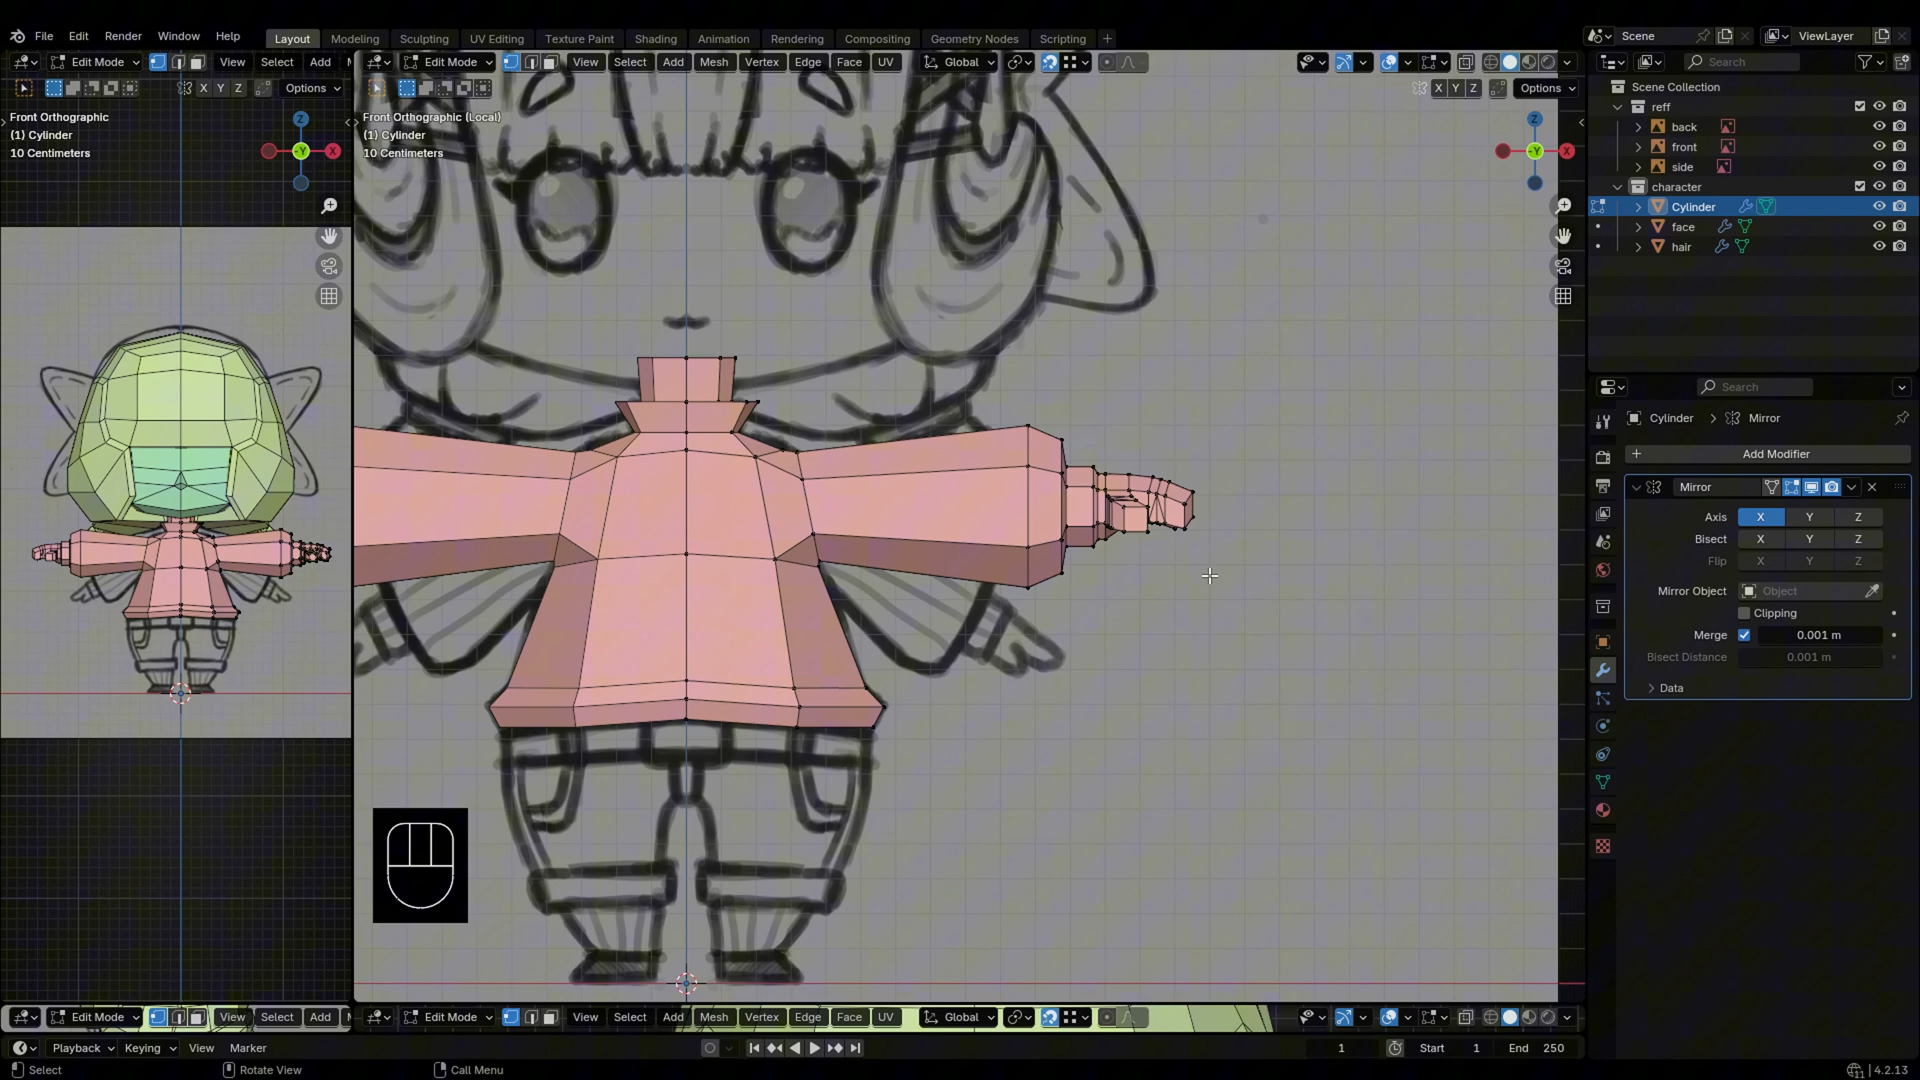 File Edit Render Window Help Layout Modeling Sculpting UV Editing Texture Paint Shading Animation Rendering Compositing Geometry Nodes Scripting + Scene ViewLayer
Edit Mode View Select Add M
Edit Mode View Select Add Mesh Vertex Edge Face UV Global
Search
X Y Z Options
X Y Z Options
Scene Collection
reff
back
front
side
character
Cylinder
face
hair
Front Orthographic
(1) Cylinder
10 Centimeters
Z
-Y
X
Front Orthographic (Local)
(1) Cylinder
10 Centimeters
Z
-Y
X
Search
Cylinder > Mirror
+ Add Modifier
Mirror
Axis X Y Z
Bisect X Y Z
Flip X Y Z
Mirror Object Object
Clipping
Merge 0.001 m
Bisect Distance 0.001 m
Data
Edit Mode View Select Add M
Edit Mode View Select Add Mesh Vertex Edge Face UV Global
Playback Keying View Marker 1 Start 1 End 250
Select Rotate View Call Menu 4.2.13